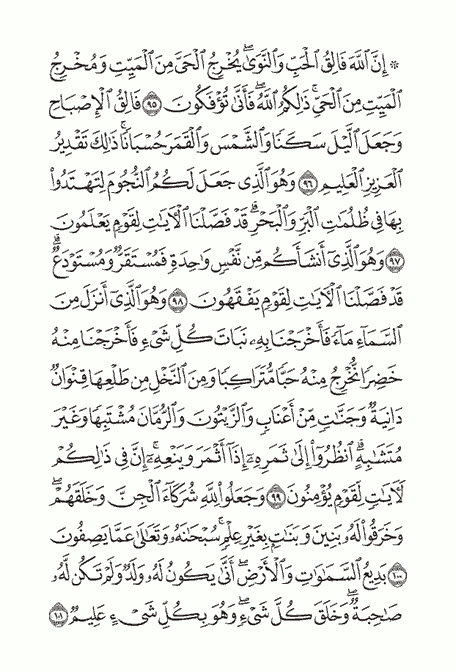 ۞ إِنَّ ٱللَّهَ فَالِقُ ٱلْحَبِّ وَٱلنَّوَىٰۖ يُخْرِجُ ٱلْحَيَّ مِنَ ٱلْمَيِّتِ وَمُخْرِجُ
ٱلْمَيِّتِ مِنَ ٱلْحَيِّۚ ذَٰلِكُمُ ٱللَّهُۖ فَأَنَّىٰ تُؤْفَكُونَ ٩٥ فَالِقُ ٱلْإِصْبَاحِ
وَجَعَلَ ٱلَّيْلَ سَكَنًا وَٱلشَّمْسَ وَٱلْقَمَرَ حُسْبَانًاۚ ذَٰلِكَ تَقْدِيرُ
ٱلْعَزِيزِ ٱلْعَلِيمِ ٩٦ وَهُوَ ٱلَّذِي جَعَلَ لَكُمُ ٱلنُّجُومَ لِتَهْتَدُوا۟
بِهَا فِي ظُلُمَٰتِ ٱلْبَرِّ وَٱلْبَحْرِۗ قَدْ فَصَّلْنَا ٱلْآيَٰتِ لِقَوْمٍ يَعْلَمُونَ
٩٧ وَهُوَ ٱلَّذِيٓ أَنشَأَكُم مِّن نَّفْسٍ وَٰحِدَةٍ فَمُسْتَقَرٌّ وَمُسْتَوْدَعٌۗ
قَدْ فَصَّلْنَا ٱلْآيَٰتِ لِقَوْمٍ يَفْقَهُونَ ٩٨ وَهُوَ ٱلَّذِيٓ أَنزَلَ مِنَ
ٱلسَّمَآءِ مَآءً فَأَخْرَجْنَا بِهِۦ نَبَاتَ كُلِّ شَيْءٍ فَأَخْرَجْنَا مِنْهُ
خَضِرًا نُّخْرِجُ مِنْهُ حَبًّا مُّتَرَاكِبًا وَمِنَ ٱلنَّخْلِ مِن طَلْعِهَا قِنْوَانٌ
دَانِيَةٌ وَجَنَّٰتٍ مِّنْ أَعْنَابٍ وَٱلزَّيْتُونَ وَٱلرُّمَّانَ مُشْتَبِهًا وَغَيْرَ
مُتَشَٰبِهٍۗ ٱنظُرُوٓا۟ إِلَىٰ ثَمَرِهِۦٓ إِذَآ أَثْمَرَ وَيَنْعِهِۦٓۚ إِنَّ فِي ذَٰلِكُمْ
لَآيَٰتٍ لِّقَوْمٍ يُؤْمِنُونَ ٩٩ وَجَعَلُوا۟ لِلَّهِ شُرَكَآءَ ٱلْجِنَّ وَخَلَقَهُمْۖ
وَخَرَقُوا۟ لَهُۥ بَنِينَ وَبَنَٰتٍۭ بِغَيْرِ عِلْمٍۚ سُبْحَٰنَهُۥ وَتَعَٰلَىٰ عَمَّا يَصِفُونَ
١٠٠ بَدِيعُ ٱلسَّمَٰوَٰتِ وَٱلْأَرْضِۖ أَنَّىٰ يَكُونُ لَهُۥ وَلَدٌ وَلَمْ تَكُن لَّهُۥ
صَٰحِبَةٌۖ وَخَلَقَ كُلَّ شَيْءٍۖ وَهُوَ بِكُلِّ شَيْءٍ عَلِيمٌ ١٠١